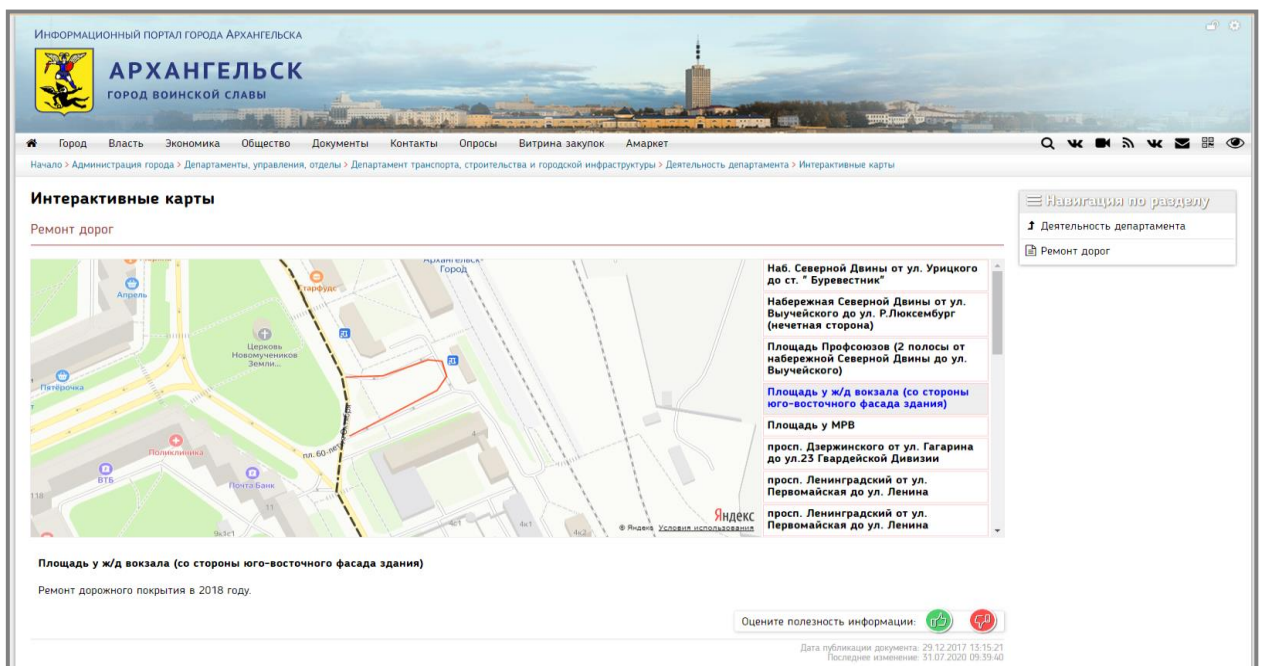 Информационный портал города Архангельска
АРХАНГЕЛЬСК
ГОРОД ВОИНСКОЙ СЛАВЫ
Город Власть Экономика Общество Документы Контакты Опросы Витрина закупок Амаркет
Начало > Администрация города > Департаменты, управления, отделы > Департамент транспорта, строительства и городской инфраструктуры > Деятельность департамента > Интерактивные карты
Интерактивные карты
Ремонт дорог
Навигация по разделу
Деятельность департамента
Ремонт дорог
Архангельск-
Город
Старфудс
Апрель
Церковь
Новомучеников
Земли...
Пятёрочка
Поликлиника
ВТБ
Почта Банк
11
118
9к3с1
4
4с1
4к1
4к2
Яндекс
© Яндекс Условия использования
Наб. Северной Двины от ул. Урицкого
до ст. " Буревестник"
Набережная Северной Двины от ул.
Выучейского до ул. Р.Люксембург
(нечетная сторона)
Площадь Профсоюзов (2 полосы от
набережной Северной Двины до ул.
Выучейского)
Площадь у ж/д вокзала (со стороны
юго-восточного фасада здания)
Площадь у МРВ
просп. Дзержинского от ул. Гагарина
до ул.23 Гвардейской Дивизии
просп. Ленинградский от ул.
Первомайская до ул. Ленина
просп. Ленинградский от ул.
Первомайская до ул. Ленина
Площадь у ж/д вокзала (со стороны юго-восточного фасада здания)
Ремонт дорожного покрытия в 2018 году.
Оцените полезность информации:
Дата публикации документа: 29.12.2017 13:15:21
Последнее изменение: 31.07.2020 09:39:40